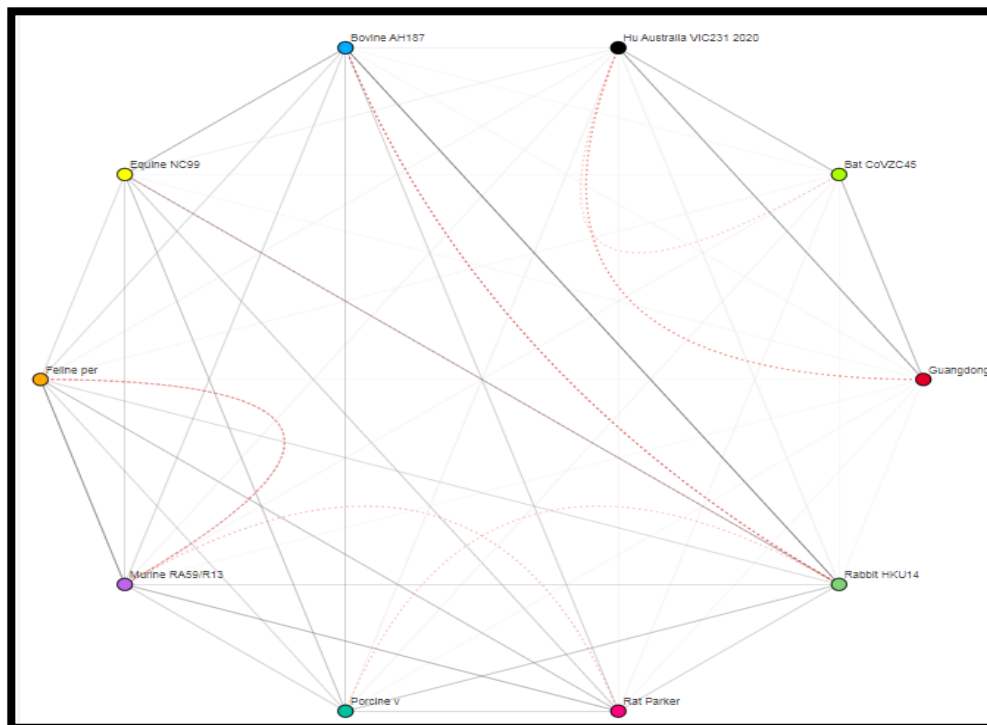 Bovine AH187
Hu Australia VIC231 2020
Equine NC99
Bat CoVZC45
Feline per
Guangdong
Murine RA59/R13
Rabbit HKU14
Porcine v
Rat Parker